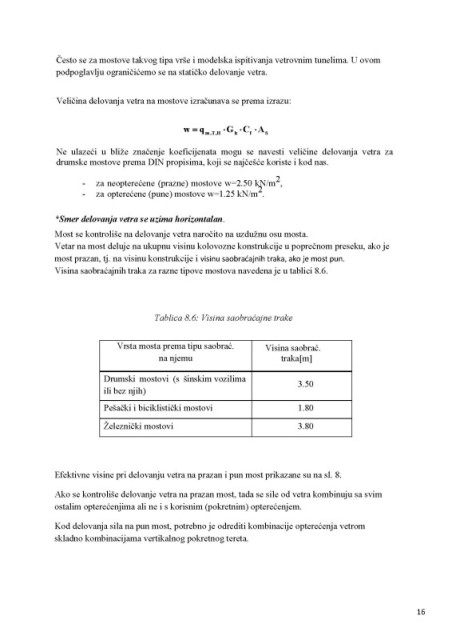 Često se za mostove takvog tipa vrše i modelska ispitivanja vetrovnim tunelima. U ovom
podpoglavlju ograničićemo se na statičko delovanje vetra.
Veličina delovanja vetra na mostove izračunava se prema izrazu:
w = q m,T,H · G h · C f · A h
Ne ulazeći u bliže značenje koeficijenata mogu se navesti veličine delovanja vetra za
drumske mostove prema DIN propisima, koji se najčešće koriste i kod nas.
- za neopterećene (prazne) mostove w=2.50 kN/m2,
- za opterećene (pune) mostove w=1.25 kN/m2.
*Smer delovanja vetra se uzima horizontalan.
Most se kontroliše na delovanje vetra naročito na uzdužnu osu mosta.
Vetar na most deluje na ukupnu visinu kolovozne konstrukcije u poprečnom preseku, ako je
most prazan, tj. na visinu konstrukcije i visinu saobraćajnih traka, ako je most pun.
Visina saobraćajnih traka za razne tipove mostova navedena je u tablici 8.6.
Tablica 8.6: Visina saobraćajne trake
Vrsta mosta prema tipu saobrać.
na njemu
Visina saobrać.
traka[m]
Drumski mostovi (s šinskim vozilima
ili bez njih)
3.50
Pešački i biciklistički mostovi 1.80
Železnički mostovi 3.80
Efektivne visine pri delovanju vetra na prazan i pun most prikazane su na sl. 8.
Ako se kontroliše delovanje vetra na prazan most, tada se sile od vetra kombinuju sa svim
ostalim opterećenjima ali ne i s korisnim (pokretnim) opterećenjem.
Kod delovanja sila na pun most, potrebno je odrediti kombinacije opterećenja vetrom
skladno kombinacijama vertikalnog pokretnog tereta.
16